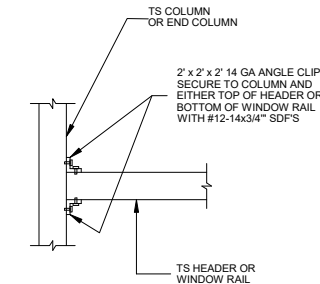 TS COLUMN
OR END COLUMN
2' x 2' x 2' 14 GA ANGLE CLIP
SECURE TO COLUMN AND
EITHER TOP OF HEADER OR
BOTTOM OF WINDOW RAIL
WITH #12-14x3/4"' SDF'S
TS HEADER OR
WINDOW RAIL